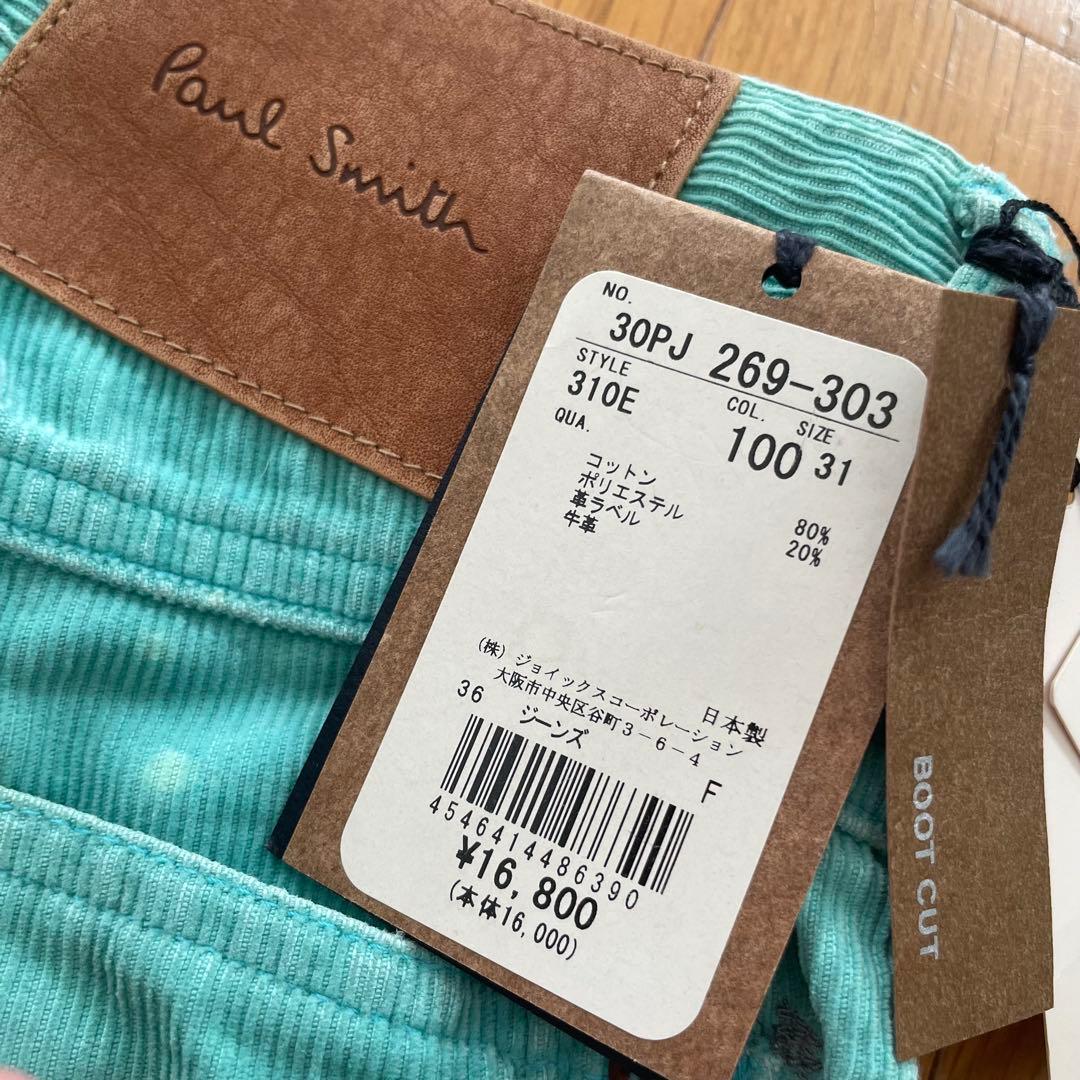 Paul Smith
NO.
30PJ 269-303
STYLE COL. SIZE
310E 100 31
QUA.
コットン 80%
ポリエステル 20%
革ラベル
牛革
(株)ジョイックスコーポレーション
大阪市中央区谷町3-6-4
日本製
36 ジーンズ F
4546414486390
¥16,800
(本体16,000)
BOOT CUT